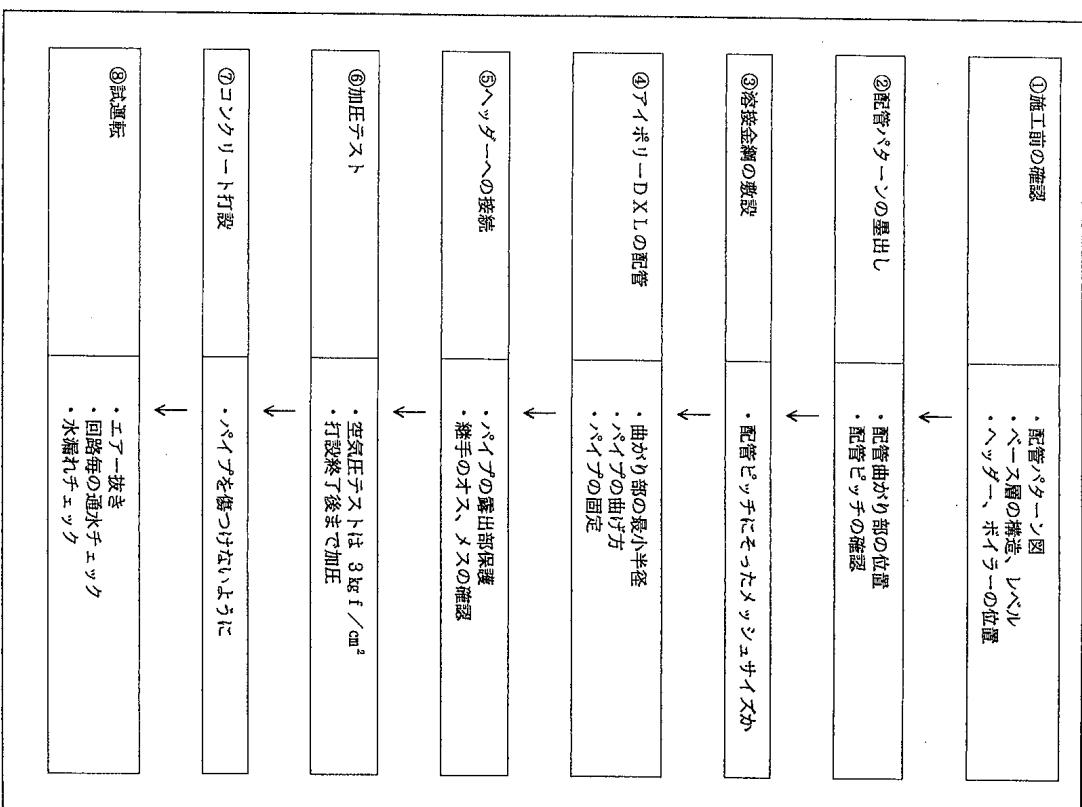 ①施工前の確認
・配管パターン図
・ベース層の構造、レベル
・ヘッダー、ボイラーの位置
↓
②配管パターンの墨出し
・配管曲がり部の位置
・配管ピッチの確認
↓
③溶接金網の敷設
・配管ピッチにそったメッシュサイズか
↓
④アイポリーDXLの配管
・曲がり部の最小半径
・パイプの曲げ方
・パイプの固定
↓
⑤ヘッダーへの接続
・パイプの露出部保護
・継手のオス、メスの確認
↓
⑥加圧テスト
・空気圧テストは 3kgf/cm²
打設終了後まで加圧
↓
⑦コンクリート打設
・パイプを傷つけないように
↓
⑧試運転
・エアー抜き
・回路毎の通水チェック
・水漏れチェック